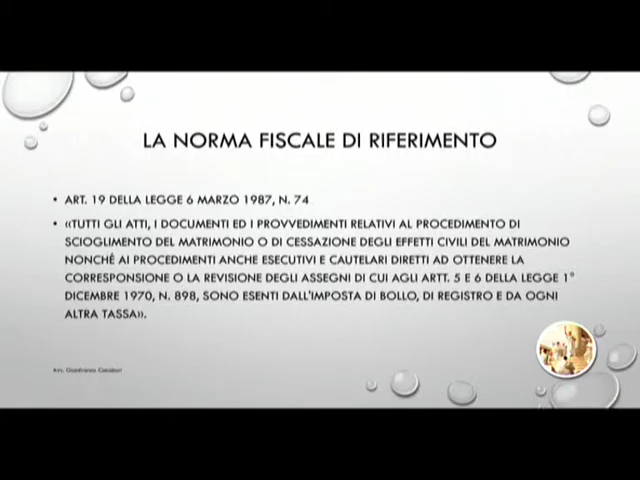 LA NORMA FISCALE DI RIFERIMENTO
• ART. 19 DELLA LEGGE 6 MARZO 1987, N. 74
• «TUTTI GLI ATTI, I DOCUMENTI ED I PROVVEDIMENTI RELATIVI AL PROCEDIMENTO DI
SCIOGLIMENTO DEL MATRIMONIO O DI CESSAZIONE DEGLI EFFETTI CIVILI DEL MATRIMONIO
NONCHÉ AI PROCEDIMENTI ANCHE ESECUTIVI E CAUTELARI DIRETTI AD OTTENERE LA
CORRESPONSIONE O LA REVISIONE DEGLI ASSEGNI DI CUI AGLI ARTT. 5 E 6 DELLA LEGGE 1°
DICEMBRE 1970, N. 898, SONO ESENTI DALL'IMPOSTA DI BOLLO, DI REGISTRO E DA OGNI
ALTRA TASSA».
Avv. Gianfranco